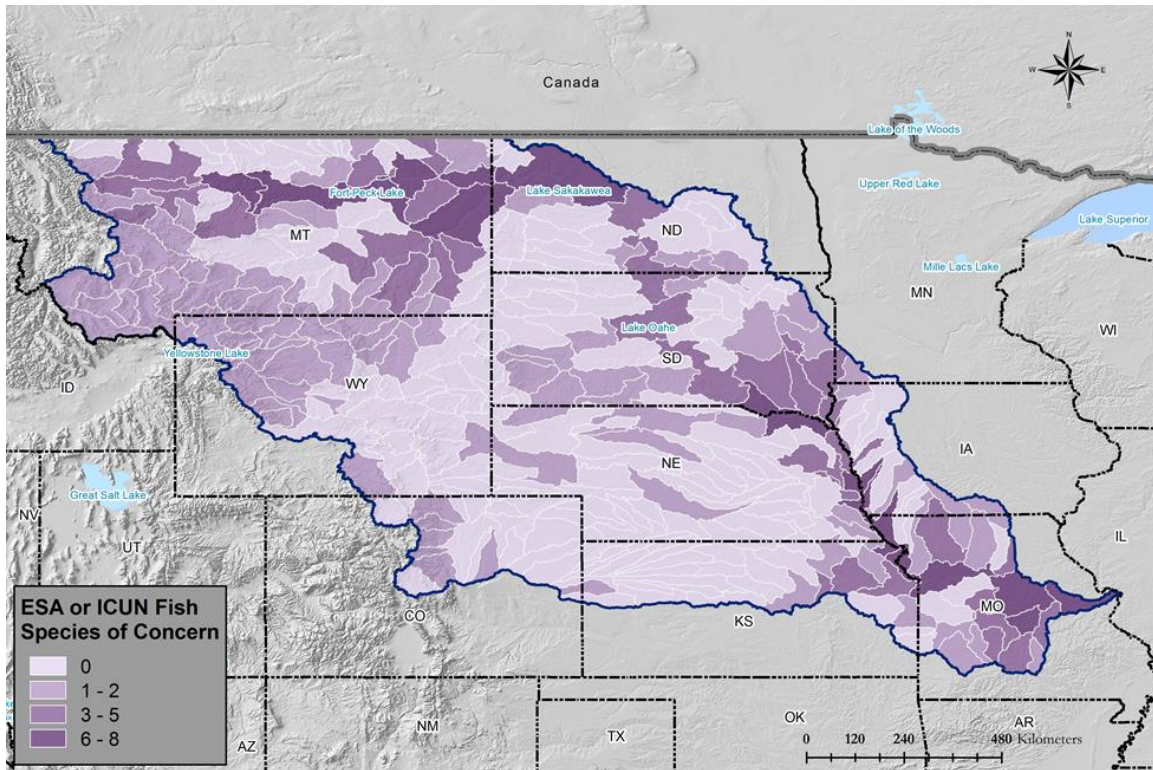 N
W
E
S
Canada
Lake of the Woods
Upper Red Lake
Fort Peck Lake
Lake Sakakawea
Lake Superior
MT
ND
Mille Lacs Lake
MN
Lake Oahe
WI
Yellowstone Lake
SD
ID
WY
IA
NE
Great Salt Lake
NV
IL
UT
MO
CO
KS
ESA or ICUN Fish
Species of Concern
0
1 - 2
3 - 5
6 - 8
OK
AR
NM
TX
AZ
0 120 240 480 Kilometers